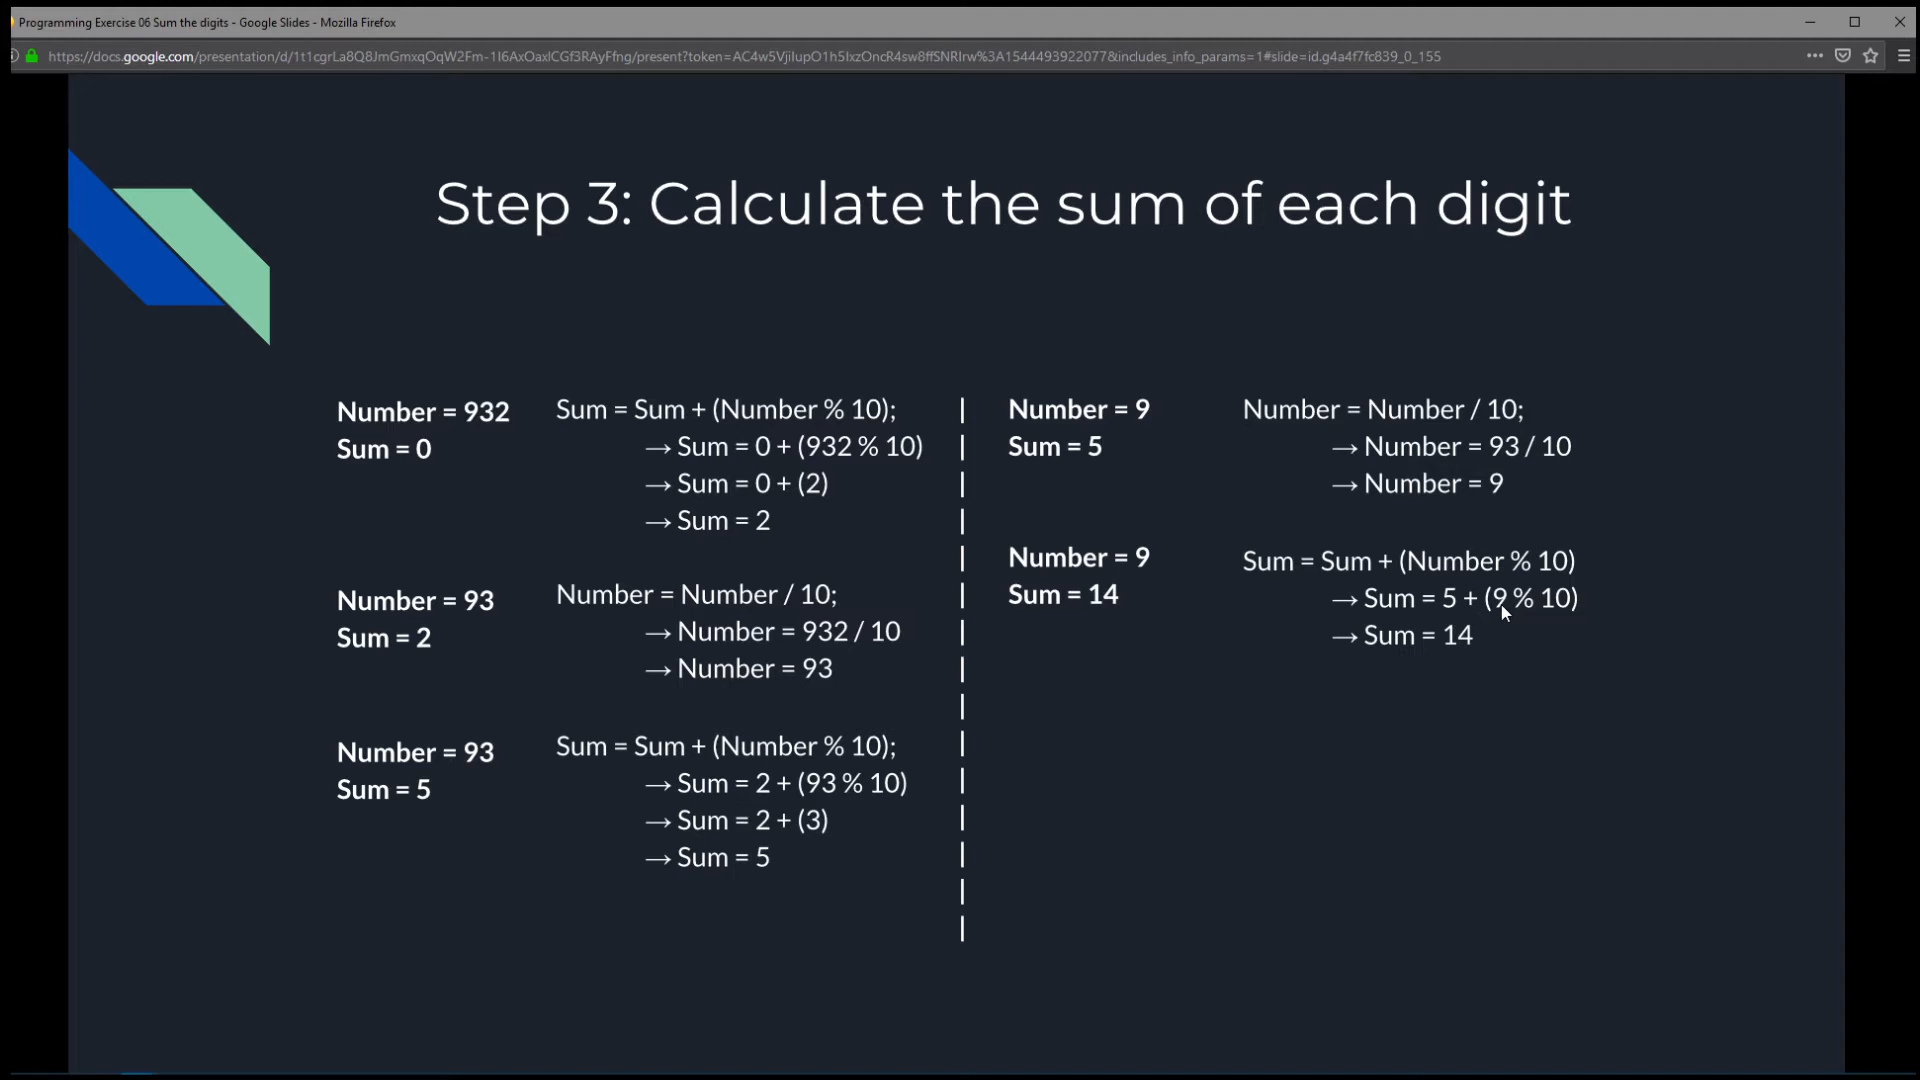 Programming Exercise 06 Sum the digits - Google Slides - Mozilla Firefox
https://docs.google.com/presentation/d/1t1cgrLa8Q8JmGmxqOqW2Fm-1I6AxOaxlCGf3RAyFfng/present?token=AC4w5VjiIupO1h5IxzOncR4sw8ffSNRIrw%3A1544493922077&includes_info_params=1#slide=id.g4a4f7fc839_0_155
Step 3: Calculate the sum of each digit
Number = 932
Sum = 0
Sum = Sum + (Number % 10);
→ Sum = 0 + (932 % 10)
→ Sum = 0 + (2)
→ Sum = 2
Number = 93
Sum = 2
Number = Number / 10;
→ Number = 932 / 10
→ Number = 93
Number = 93
Sum = 5
Sum = Sum + (Number % 10);
→ Sum = 2 + (93 % 10)
→ Sum = 2 + (3)
→ Sum = 5
Number = 9
Sum = 5
Number = Number / 10;
→ Number = 93 / 10
→ Number = 9
Number = 9
Sum = 14
Sum = Sum + (Number % 10)
→ Sum = 5 + (9 % 10)
→ Sum = 14